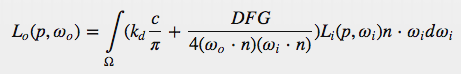 L_o(p, ω_o) = ∫_Ω (k_d c/π + DFG/4(ω_o · n)(ω_i · n))L_i(p, ω_i)n · ω_i dω_i